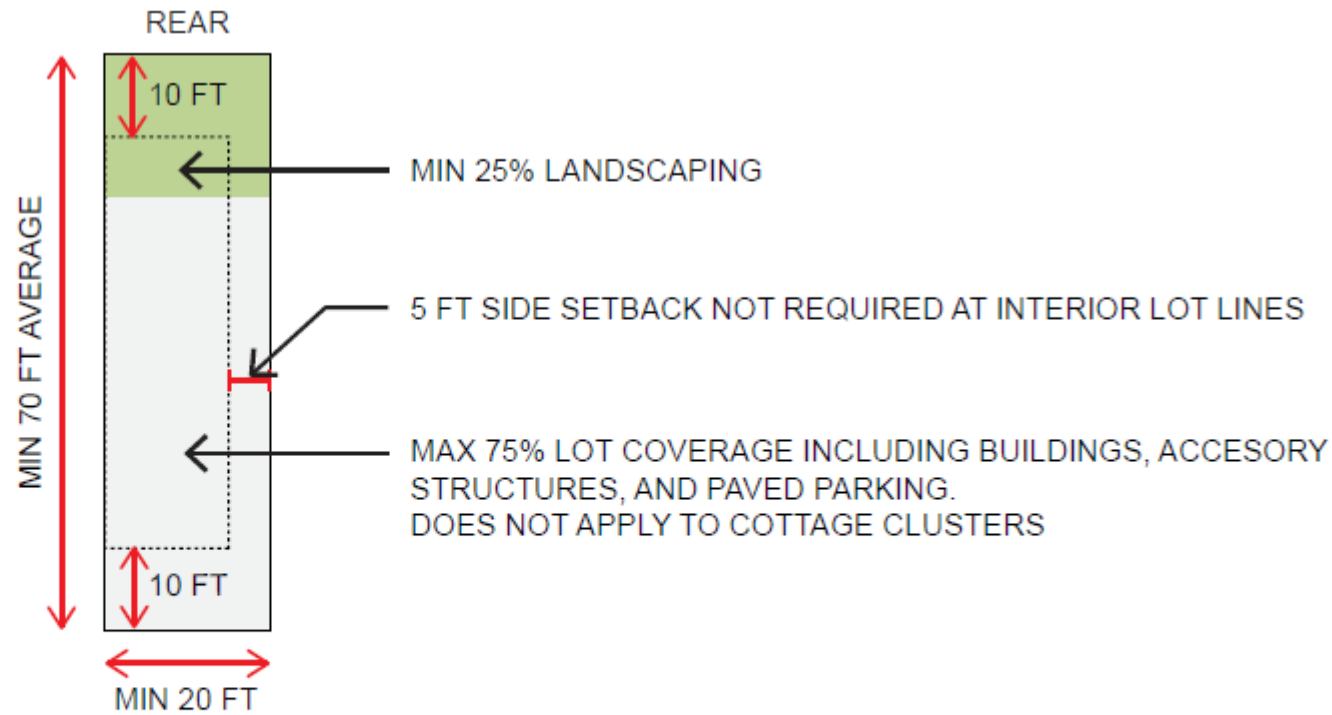 REAR
10 FT
MIN 25% LANDSCAPING
MIN 70 FT AVERAGE
5 FT SIDE SETBACK NOT REQUIRED AT INTERIOR LOT LINES
MAX 75% LOT COVERAGE INCLUDING BUILDINGS, ACCESORY
STRUCTURES, AND PAVED PARKING.
DOES NOT APPLY TO COTTAGE CLUSTERS
10 FT
MIN 20 FT